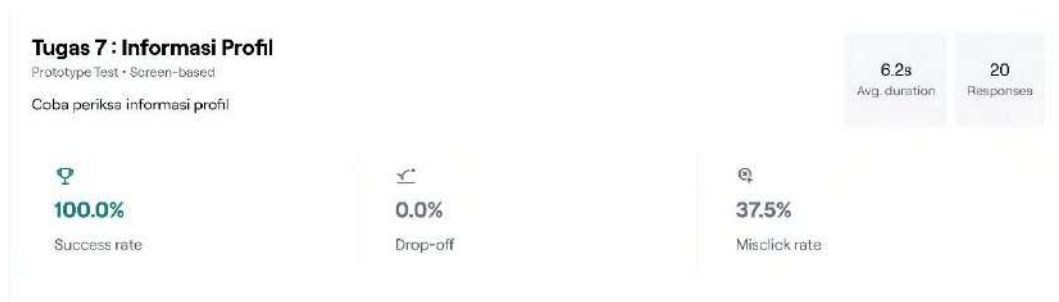 Tugas 7 : Informasi Profil
Prototype Test • Screen-based
Coba periksa informasi profil
6.2s
Avg. duration
20
Responses
100.0%
Success rate
0.0%
Drop-off
37.5%
Misclick rate